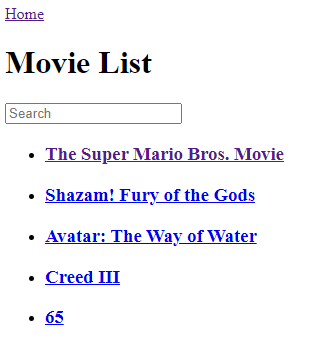 Home
Movie List
Search
The Super Mario Bros. Movie
Shazam! Fury of the Gods
Avatar: The Way of Water
Creed III
65